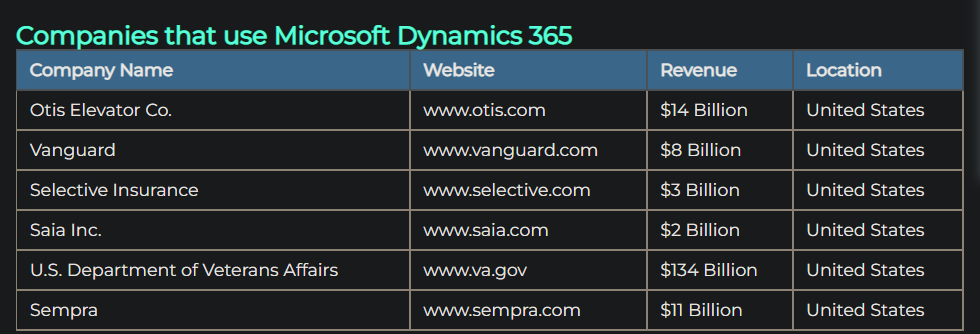 Companies that use Microsoft Dynamics 365
Company Name Website Revenue Location
Otis Elevator Co. www.otis.com $14 Billion United States
Vanguard www.vanguard.com $8 Billion United States
Selective Insurance www.selective.com $3 Billion United States
Saia Inc. www.saia.com $2 Billion United States
U.S. Department of Veterans Affairs www.va.gov $134 Billion United States
Sempra www.sempra.com $11 Billion United States